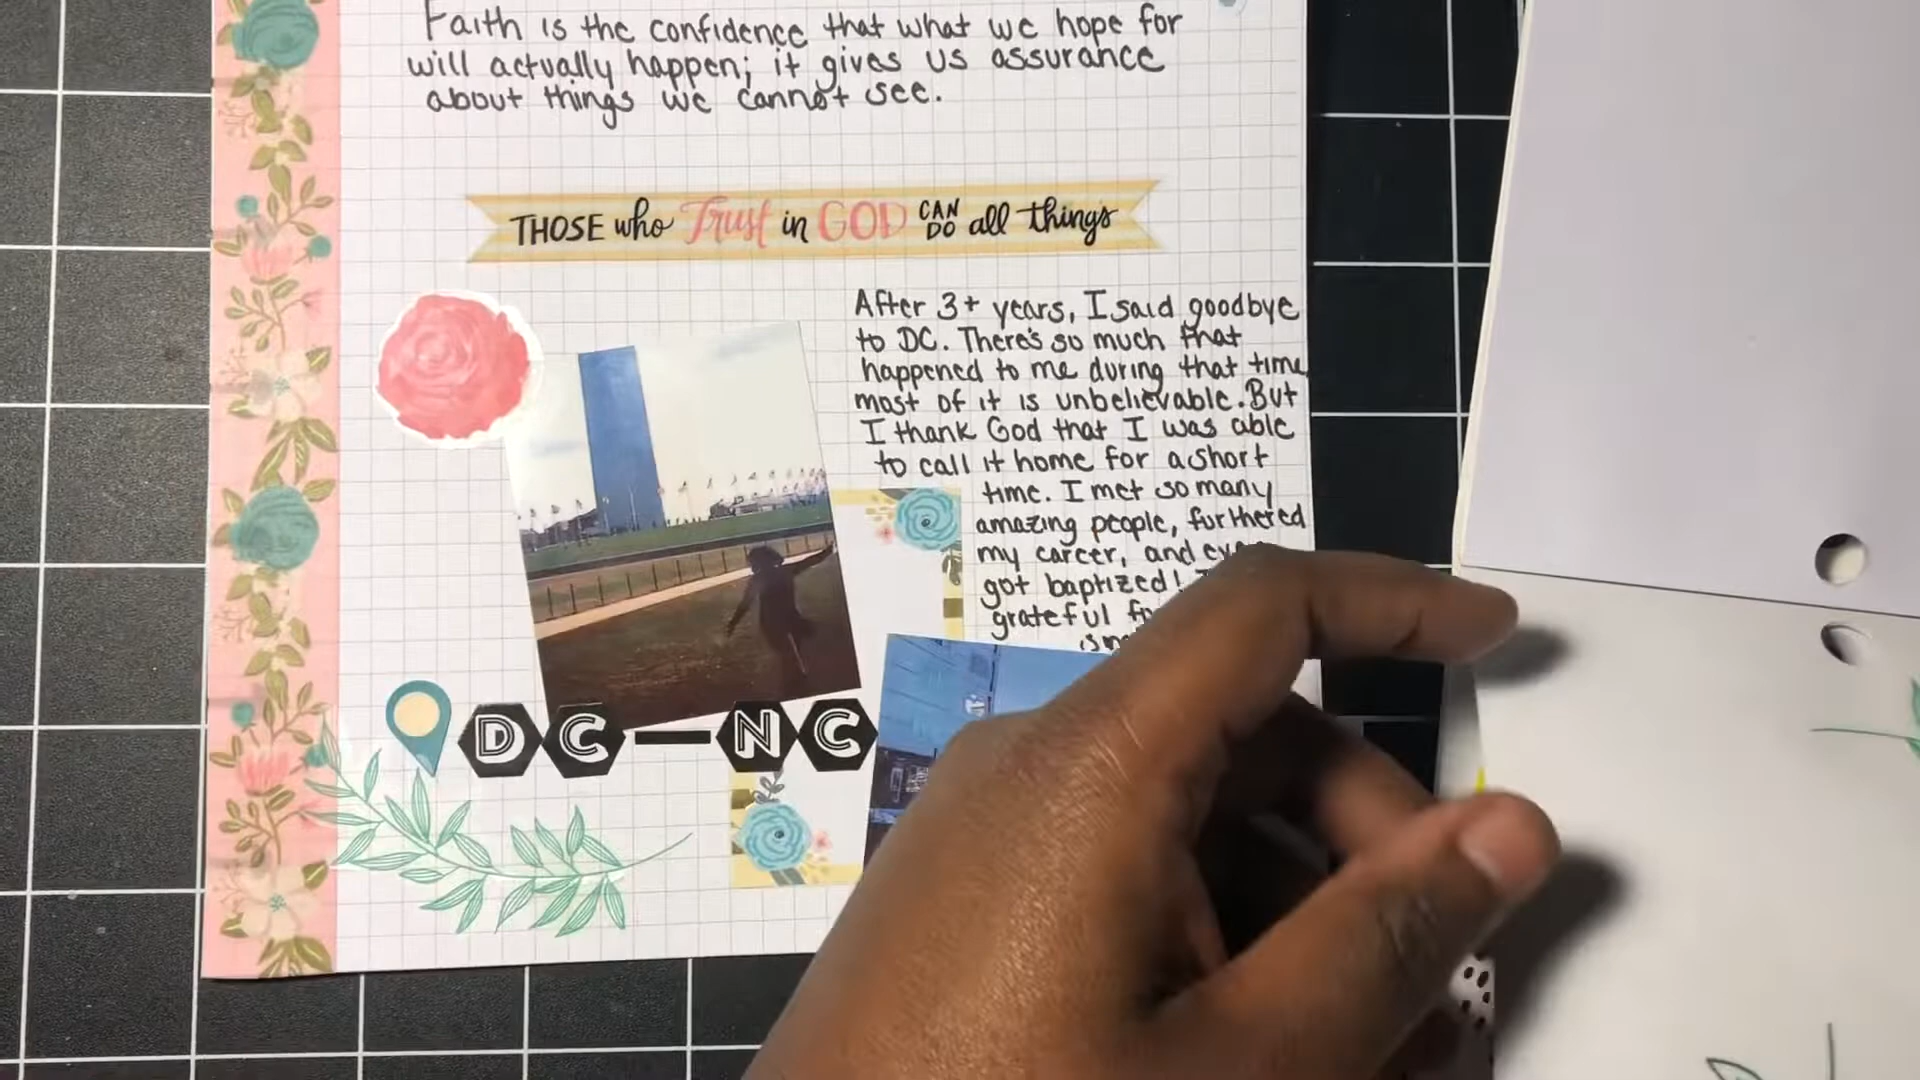 Faith is the confidence that what we hope for
will actually happen; it gives us assurance
about things we cannot see.
THOSE who Trust in GOD CAN DO all things
After 3+ years, I said goodbye
to DC. There's so much that
happened to me during that time
most of it is unbelievable. But
I thank God that I was able
to call it home for a short
time. I met so many
amazing people, furthered
my career, and
got baptized!
grateful
DC—NC